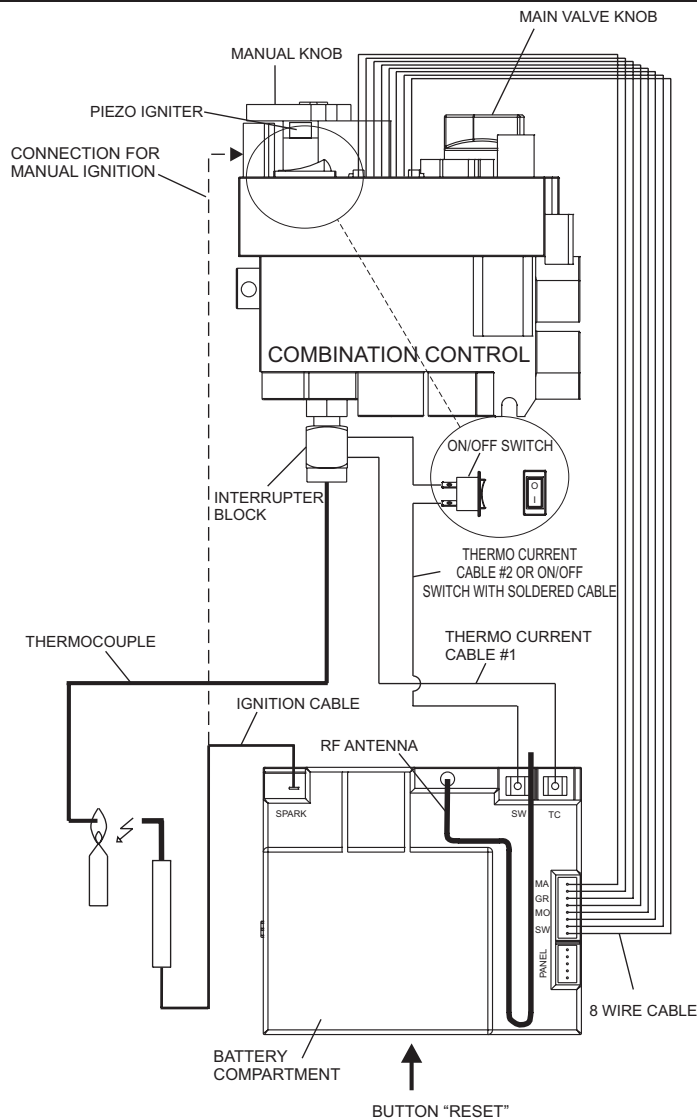 MAIN VALVE KNOB
MANUAL KNOB
PIEZO IGNITER
CONNECTION FOR
MANUAL IGNITION
COMBINATION CONTROL
ON/OFF SWITCH
O
I
INTERRUPTER
BLOCK
THERMO CURRENT
CABLE #2 OR ON/OFF
SWITCH WITH SOLDERED CABLE
THERMOCOUPLE
THERMO CURRENT
CABLE #1
IGNITION CABLE
RF ANTENNA
SPARK
SW
TC
MA
GR
MO
SW
PANEL
8 WIRE CABLE
BATTERY
COMPARTMENT
BUTTON “RESET”